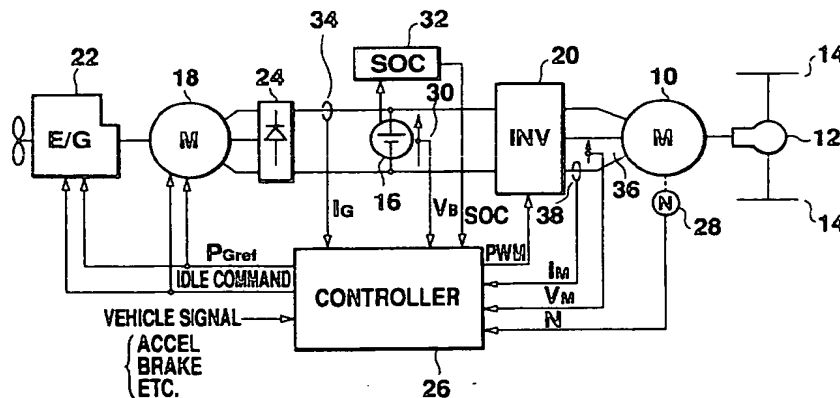 34
32
22
18
24
SOC
30
20
10
14
E/G
M
INV
M
12
16
36
38
28
N
14
IG
VB
SOC
PGref
IDLE COMMAND
PWM
IM
VM
N
CONTROLLER
VEHICLE SIGNAL
ACCEL
BRAKE
ETC.
26